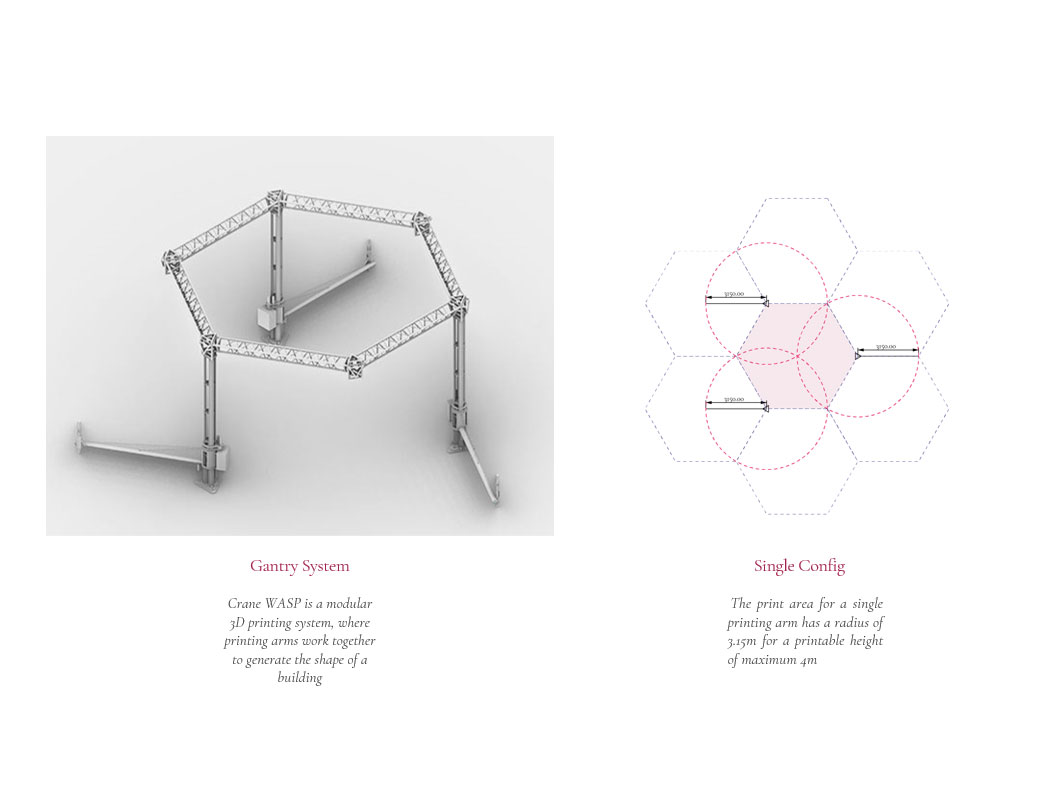 3150.00
3150.00
3150.00
Gantry System
Crane WASP is a modular
3D printing system, where
printing arms work together
to generate the shape of a
building
Single Config
The print area for a single
printing arm has a radius of
3.15m for a printable height
of maximum 4m